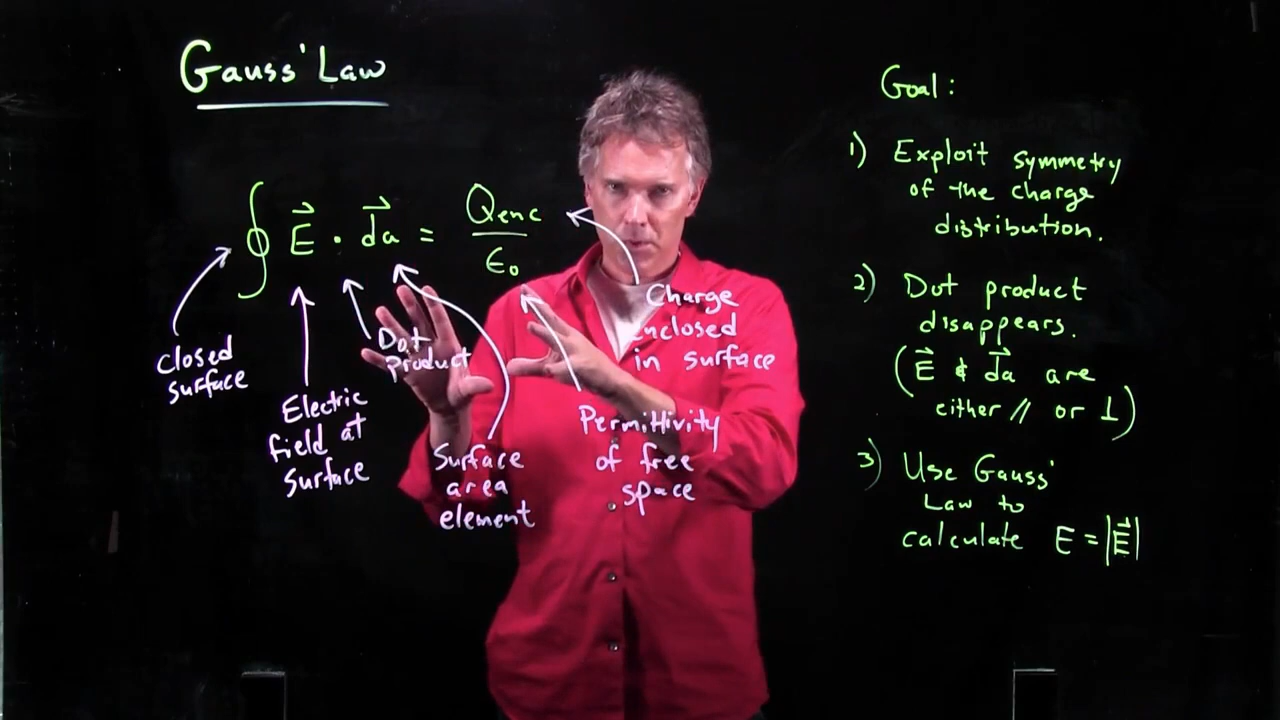 Gauss' Law
∮ E⃗ · d⃗a = Qenc / ϵ₀
closed
surface
Electric
field at
surface
Dot
product
Surface
area
element
Permittivity
of free
space
Charge
enclosed
in surface
Goal:
1) Exploit symmetry
of the charge
distribution.
2) Dot product
disappears.
(E⃗ & d⃗a are
either // or ⊥)
3) Use Gauss'
Law to
calculate E = |E⃗|